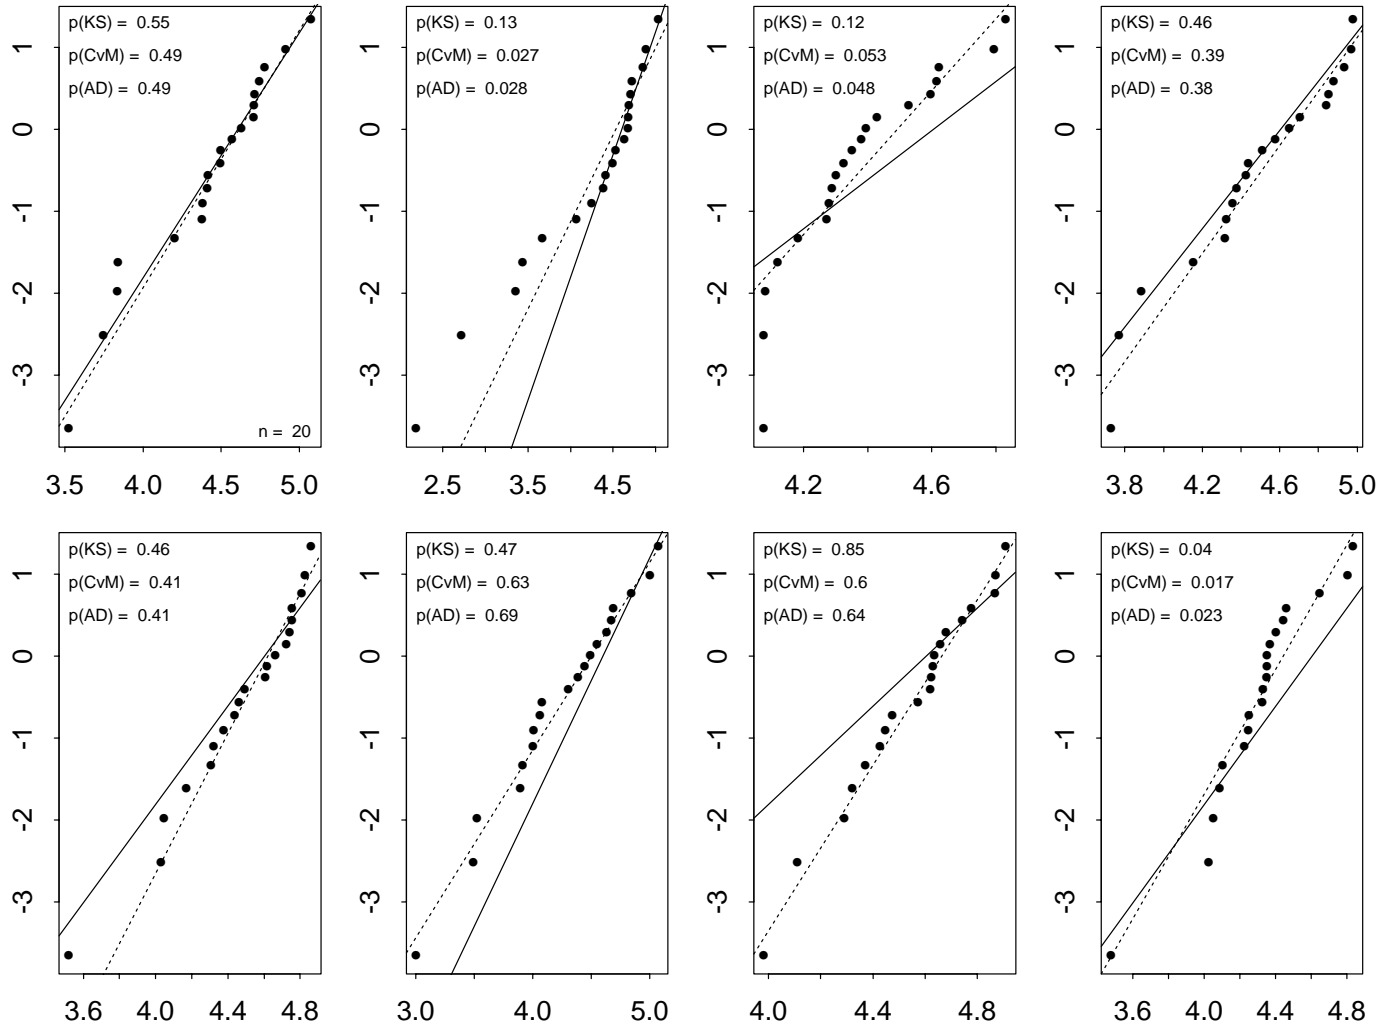 p(KS) = 0.55
p(CvM) = 0.49
p(AD) = 0.49
n = 20
1
0
-1
-2
-3
3.5 4.0 4.5 5.0
p(KS) = 0.13
p(CvM) = 0.027
p(AD) = 0.028
1
0
-1
-2
-3
2.5 3.5 4.5
p(KS) = 0.12
p(CvM) = 0.053
p(AD) = 0.048
1
0
-1
-2
-3
4.2 4.6
p(KS) = 0.46
p(CvM) = 0.39
p(AD) = 0.38
1
0
-1
-2
-3
3.8 4.2 4.6 5.0
p(KS) = 0.46
p(CvM) = 0.41
p(AD) = 0.41
1
0
-1
-2
-3
3.6 4.0 4.4 4.8
p(KS) = 0.47
p(CvM) = 0.63
p(AD) = 0.69
1
0
-1
-2
-3
3.0 4.0 5.0
p(KS) = 0.85
p(CvM) = 0.6
p(AD) = 0.64
1
0
-1
-2
-3
4.0 4.4 4.8
p(KS) = 0.04
p(CvM) = 0.017
p(AD) = 0.023
1
0
-1
-2
-3
3.6 4.0 4.4 4.8